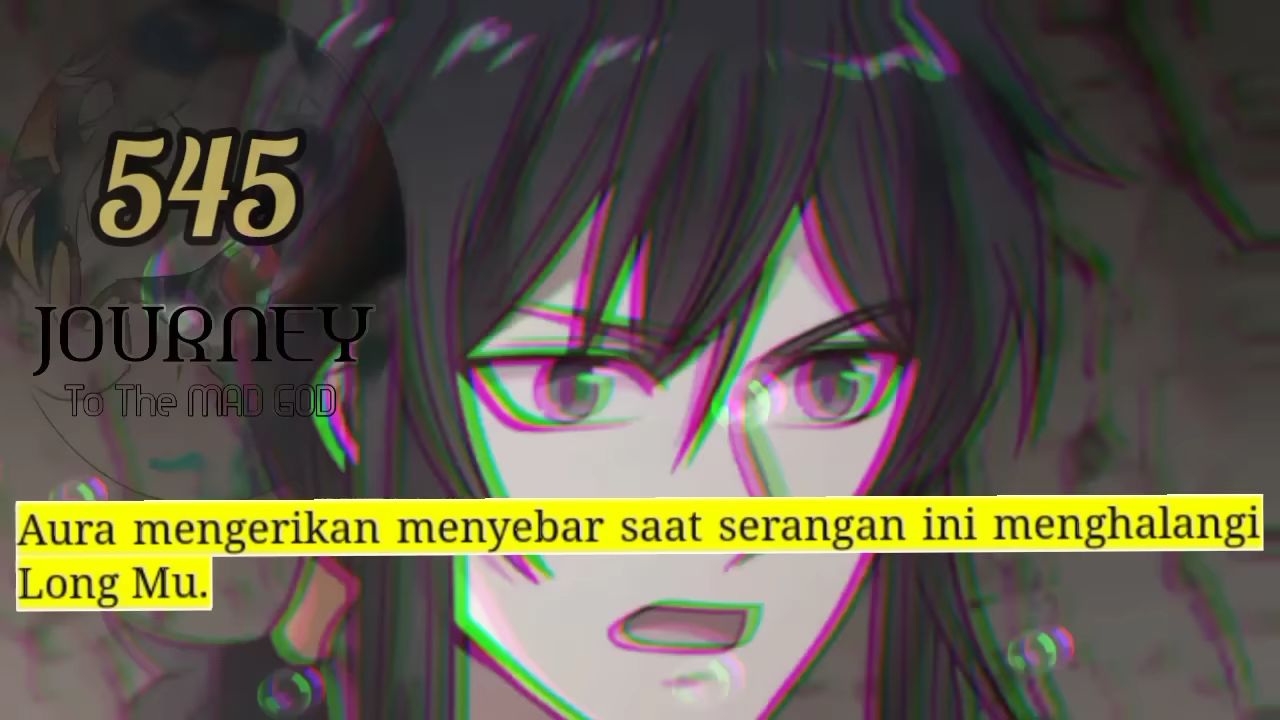 545
JOURNEY
To The MAD GOD
Aura mengerikan menyebar saat serangan ini menghalangi
Long Mu.